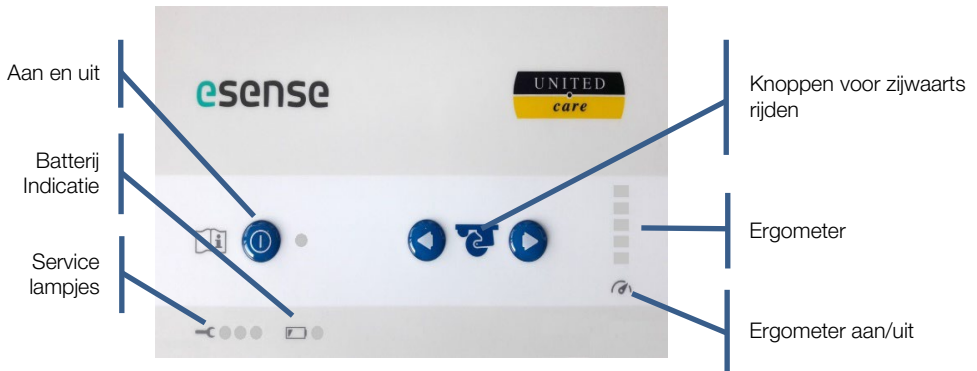 Aan en uit
Batterij
Indicatie
Service
lampjes
esense
UNITED
care
Knoppen voor zijwaarts
rijden
Ergometer
Ergometer aan/uit